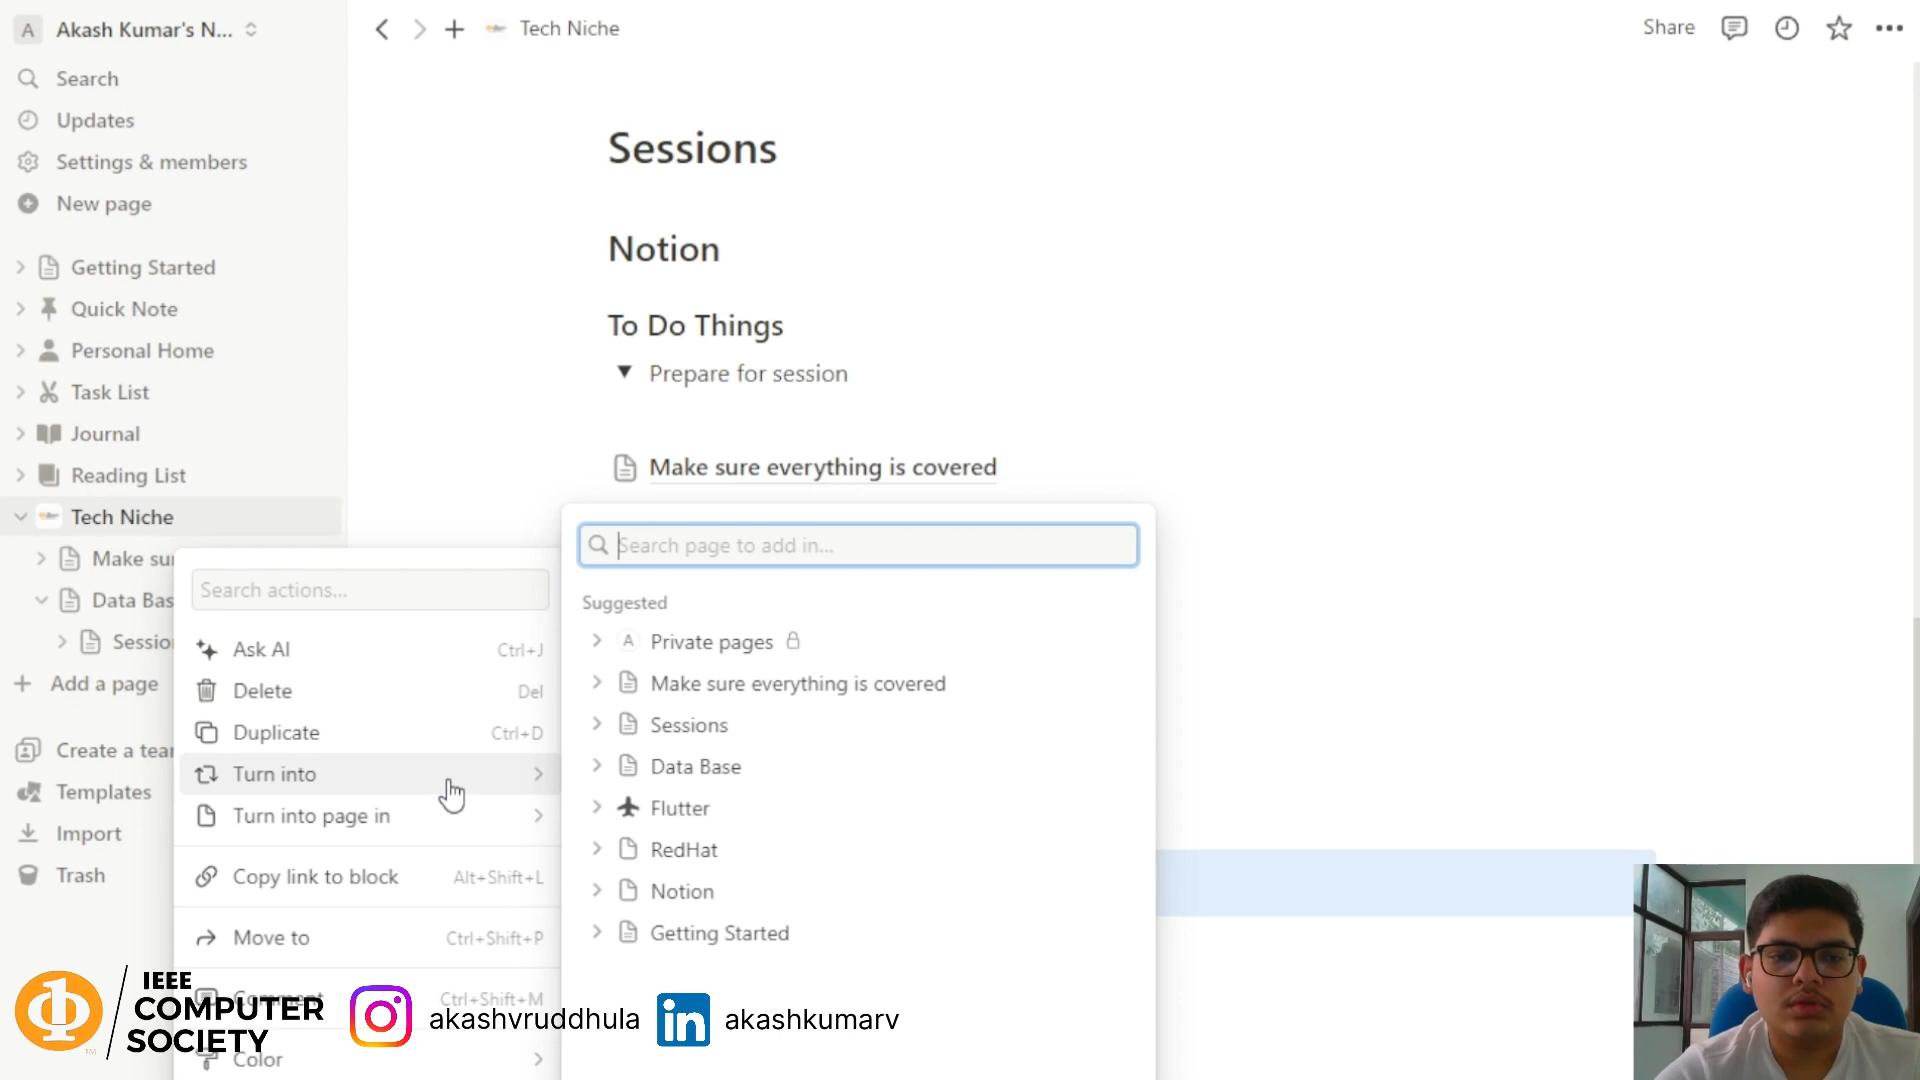 A Akash Kumar's N...
Search
Updates
Settings & members
New page
Getting Started
Quick Note
Personal Home
Task List
Journal
Reading List
Tech Niche
Make su
Data Bas
Sessio
Add a page
Create a tea
Templates
Import
Trash
Tech Niche
Share
Sessions
Notion
To Do Things
Prepare for session
Make sure everything is covered
Search actions...
Ask AI Ctrl+J
Delete Del
Duplicate Ctrl+D
Turn into
Turn into page in
Copy link to block Alt+Shift+L
Move to Ctrl+Shift+P
Comment Ctrl+Shift+M
Color
Search page to add in...
Suggested
A Private pages
Make sure everything is covered
Sessions
Data Base
Flutter
RedHat
Notion
Getting Started
IEEE
COMPUTER
SOCIETY
TM
akashvruddhula
in akashkumarv